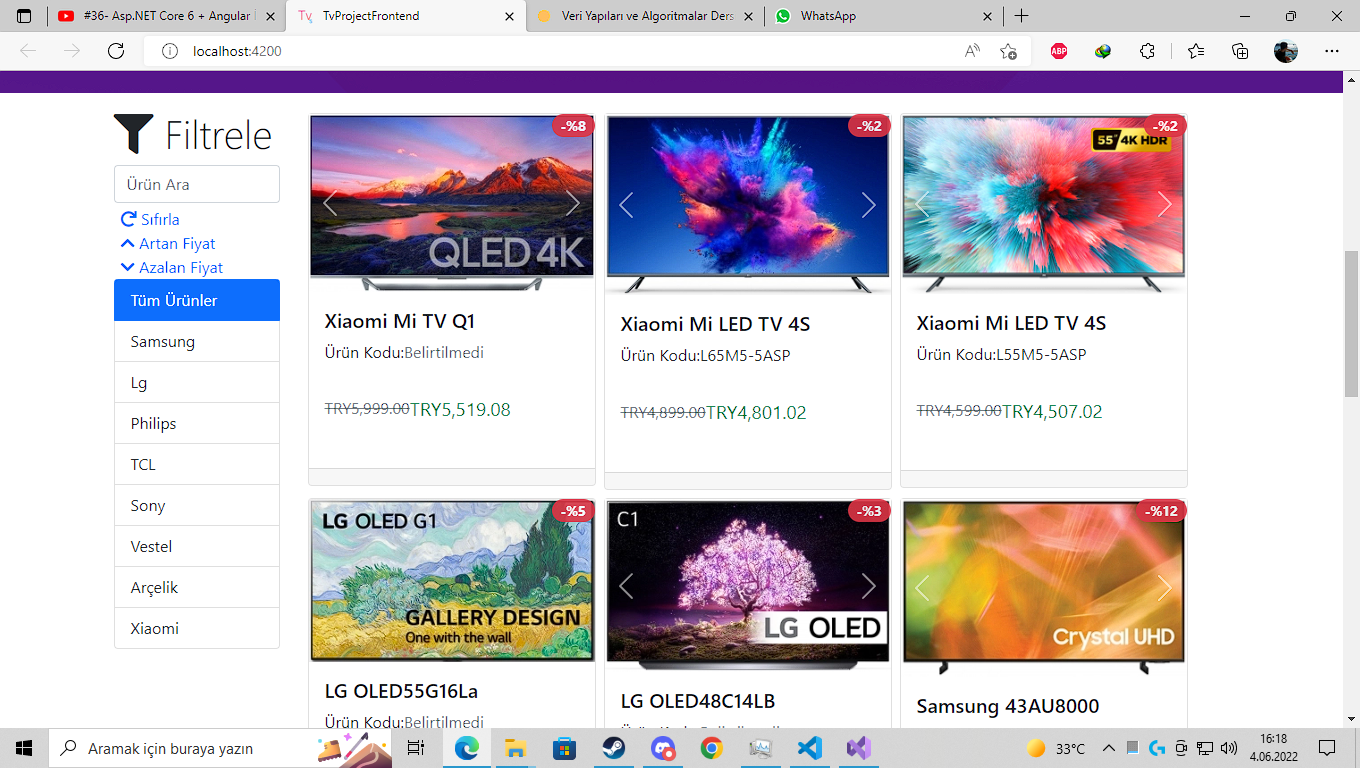 #36- Asp.NET Core 6 + Angular
TvProjectFrontend
Veri Yapıları ve Algoritmalar Ders
WhatsApp
localhost:4200
ABP
Filtrele
Ürün Ara
Sıfırla
Artan Fiyat
Azalan Fiyat
Tüm Ürünler
Samsung
Lg
Philips
TCL
Sony
Vestel
Arçelik
Xiaomi
-%8
QLED 4K
Xiaomi Mi TV Q1
Ürün Kodu:Belirtilmedi
TRY5,999.00TRY5,519.08
-%2
Xiaomi Mi LED TV 4S
Ürün Kodu:L65M5-5ASP
TRY4,899.00TRY4,801.02
-%2
55" 4K HDR
Xiaomi Mi LED TV 4S
Ürün Kodu:L55M5-5ASP
TRY4,599.00TRY4,507.02
-%5
LG OLED G1
GALLERY DESIGN
One with the wall
LG OLED55G16La
Ürün Kodu:Belirtilmedi
-%3
C1
LG OLED
LG OLED48C14LB
-%12
Crystal UHD
Samsung 43AU8000
Aramak için buraya yazın
33°C
16:18
4.06.2022